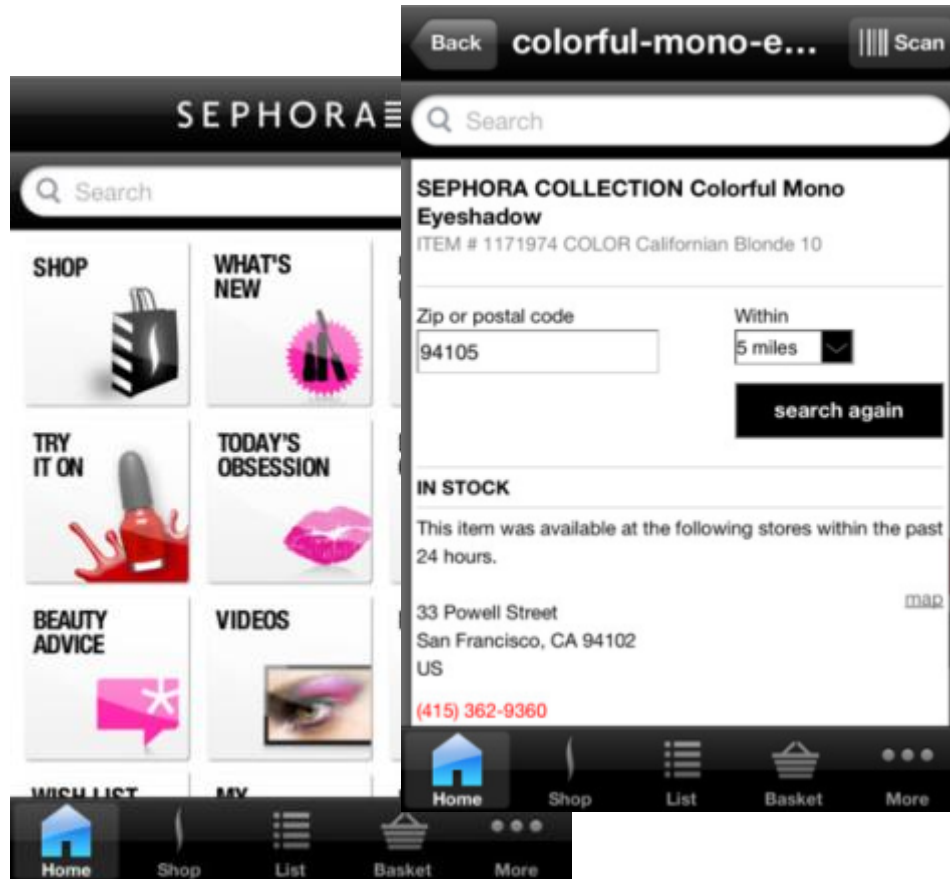 SEPHORA
Search
SHOP
WHAT'S
NEW
TRY
IT ON
TODAY'S
OBSESSION
BEAUTY
ADVICE
VIDEOS
WISH LIST
MY
Home
Shop
List
Basket
More
Back
colorful-mono-e...
Scan
Search
SEPHORA COLLECTION Colorful Mono
Eyeshadow
ITEM # 1171974 COLOR Californian Blonde 10
Zip or postal code
Within
94105
5 miles
search again
IN STOCK
This item was available at the following stores within the past
24 hours.
map
33 Powell Street
San Francisco, CA 94102
US
(415) 362-9360
Home
Shop
List
Basket
More